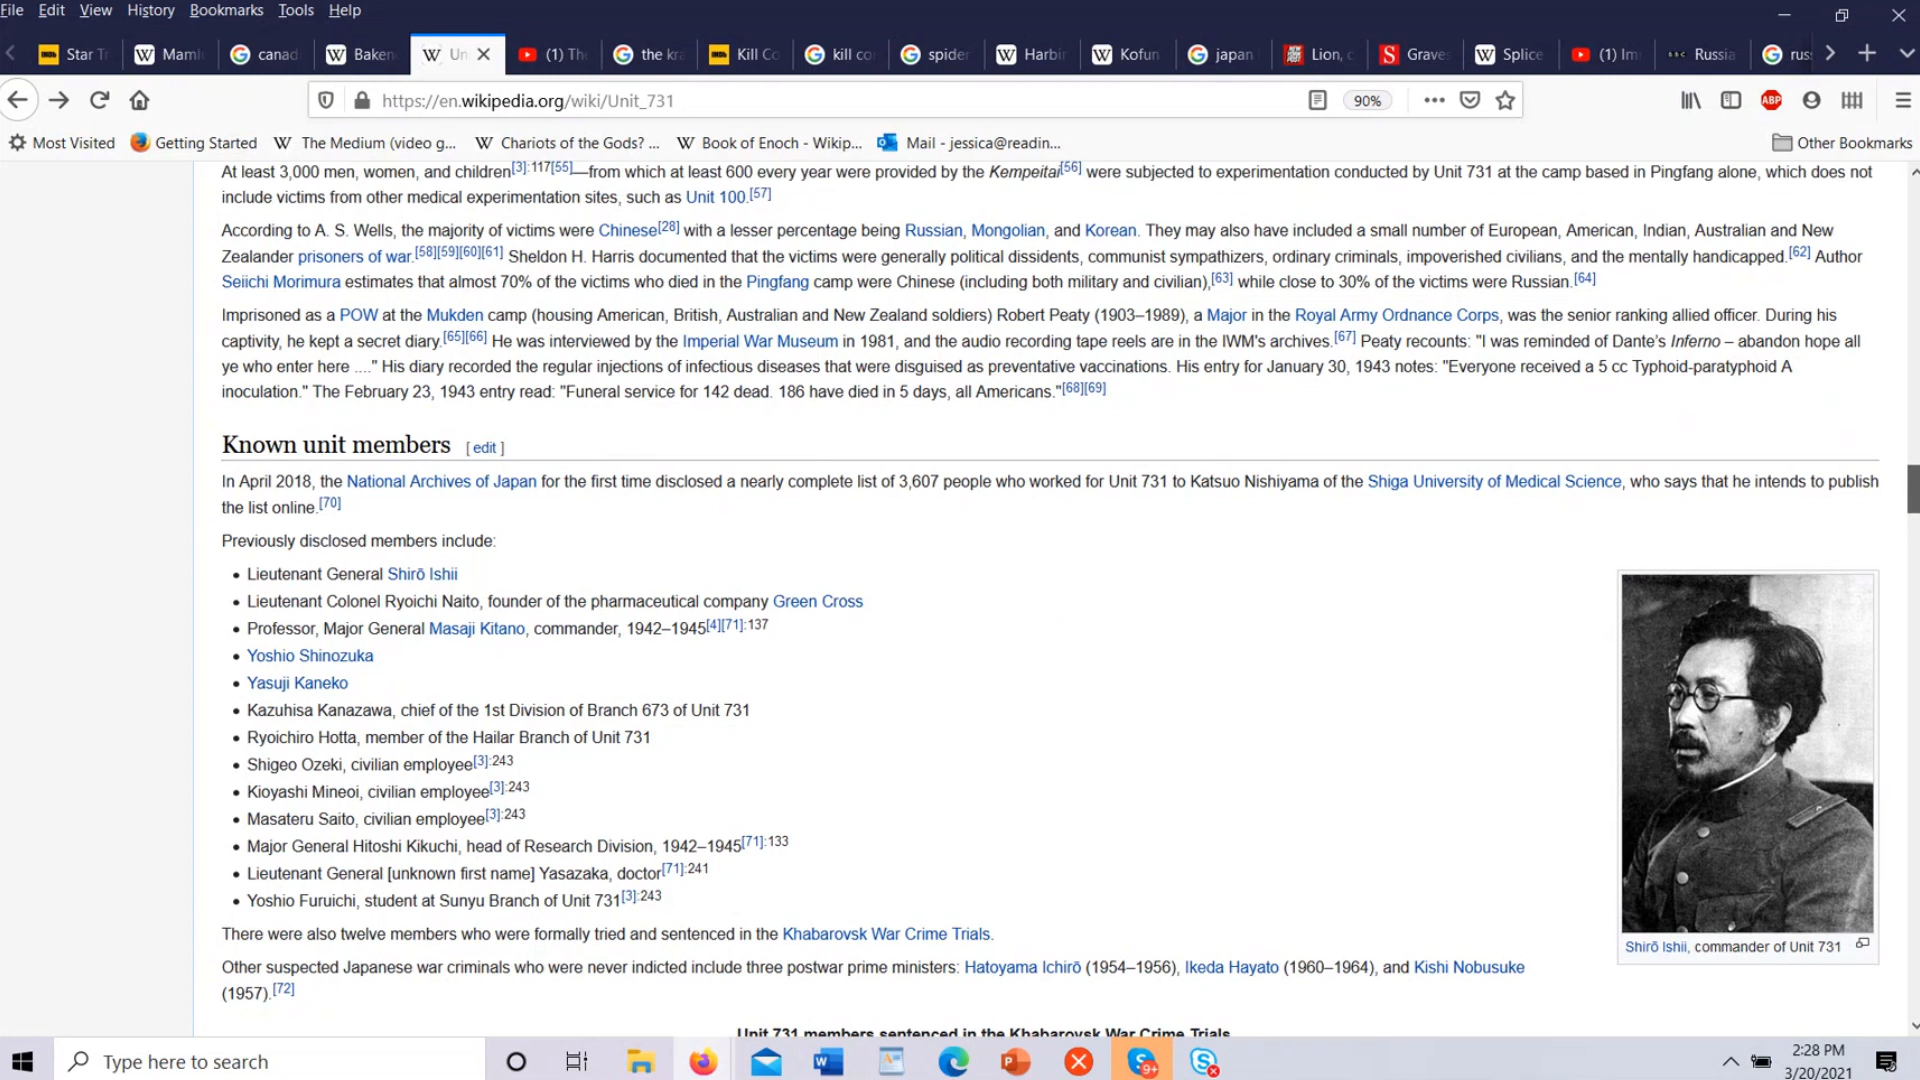 File Edit View History Bookmarks Tools Help
Star T Maml canad Baken Un (1) Th the kra Kill Co kill co spider Harbi Kofun japan Lion, c Grave Splice (1) Im Russia rus
https://en.wikipedia.org/wiki/Unit_731 90% ABP
Most Visited Getting Started The Medium (video g... Chariots of the Gods? ... Book of Enoch - Wikip... Mail - jessica@readin... Other Bookmarks
At least 3,000 men, women, and children[3]:117[55]—from which at least 600 every year were provided by the Kempeitai[56] were subjected to experimentation conducted by Unit 731 at the camp based in Pingfang alone, which does not
include victims from other medical experimentation sites, such as Unit 100.[57]
According to A. S. Wells, the majority of victims were Chinese[28] with a lesser percentage being Russian, Mongolian, and Korean. They may also have included a small number of European, American, Indian, Australian and New
Zealander prisoners of war.[58][59][60][61] Sheldon H. Harris documented that the victims were generally political dissidents, communist sympathizers, ordinary criminals, impoverished civilians, and the mentally handicapped.[62] Author
Seiichi Morimura estimates that almost 70% of the victims who died in the Pingfang camp were Chinese (including both military and civilian),[63] while close to 30% of the victims were Russian.[64]
Imprisoned as a POW at the Mukden camp (housing American, British, Australian and New Zealand soldiers) Robert Peaty (1903–1989), a Major in the Royal Army Ordnance Corps, was the senior ranking allied officer. During his
captivity, he kept a secret diary.[65][66] He was interviewed by the Imperial War Museum in 1981, and the audio recording tape reels are in the IWM's archives.[67] Peaty recounts: "I was reminded of Dante's Inferno – abandon hope all
ye who enter here ...." His diary recorded the regular injections of infectious diseases that were disguised as preventative vaccinations. His entry for January 30, 1943 notes: "Everyone received a 5 cc Typhoid-paratyphoid A
inoculation." The February 23, 1943 entry read: "Funeral service for 142 dead. 186 have died in 5 days, all Americans."[68][69]
Known unit members [ edit ]
In April 2018, the National Archives of Japan for the first time disclosed a nearly complete list of 3,607 people who worked for Unit 731 to Katsuo Nishiyama of the Shiga University of Medical Science, who says that he intends to publish
the list online.[70]
Previously disclosed members include:
• Lieutenant General Shirō Ishii
• Lieutenant Colonel Ryoichi Naito, founder of the pharmaceutical company Green Cross
• Professor, Major General Masaji Kitano, commander, 1942–1945[4][71]:137
• Yoshio Shinozuka
• Yasuji Kaneko
• Kazuhisa Kanazawa, chief of the 1st Division of Branch 673 of Unit 731
• Ryoichiro Hotta, member of the Hailar Branch of Unit 731
• Shigeo Ozeki, civilian employee[3]:243
• Kioyashi Mineoi, civilian employee[3]:243
• Masateru Saito, civilian employee[3]:243
• Major General Hitoshi Kikuchi, head of Research Division, 1942–1945[71]:133
• Lieutenant General [unknown first name] Yasazaka, doctor[71]:241
• Yoshio Furuichi, student at Sunyu Branch of Unit 731[3]:243
Shirō Ishii, commander of Unit 731
There were also twelve members who were formally tried and sentenced in the Khabarovsk War Crime Trials.
Other suspected Japanese war criminals who were never indicted include three postwar prime ministers: Hatoyama Ichirō (1954–1956), Ikeda Hayato (1960–1964), and Kishi Nobusuke
(1957).[72]
Unit 731 members sentenced in the Khabarovsk War Crime Trials
Type here to search
9+
2:28 PM
3/20/2021